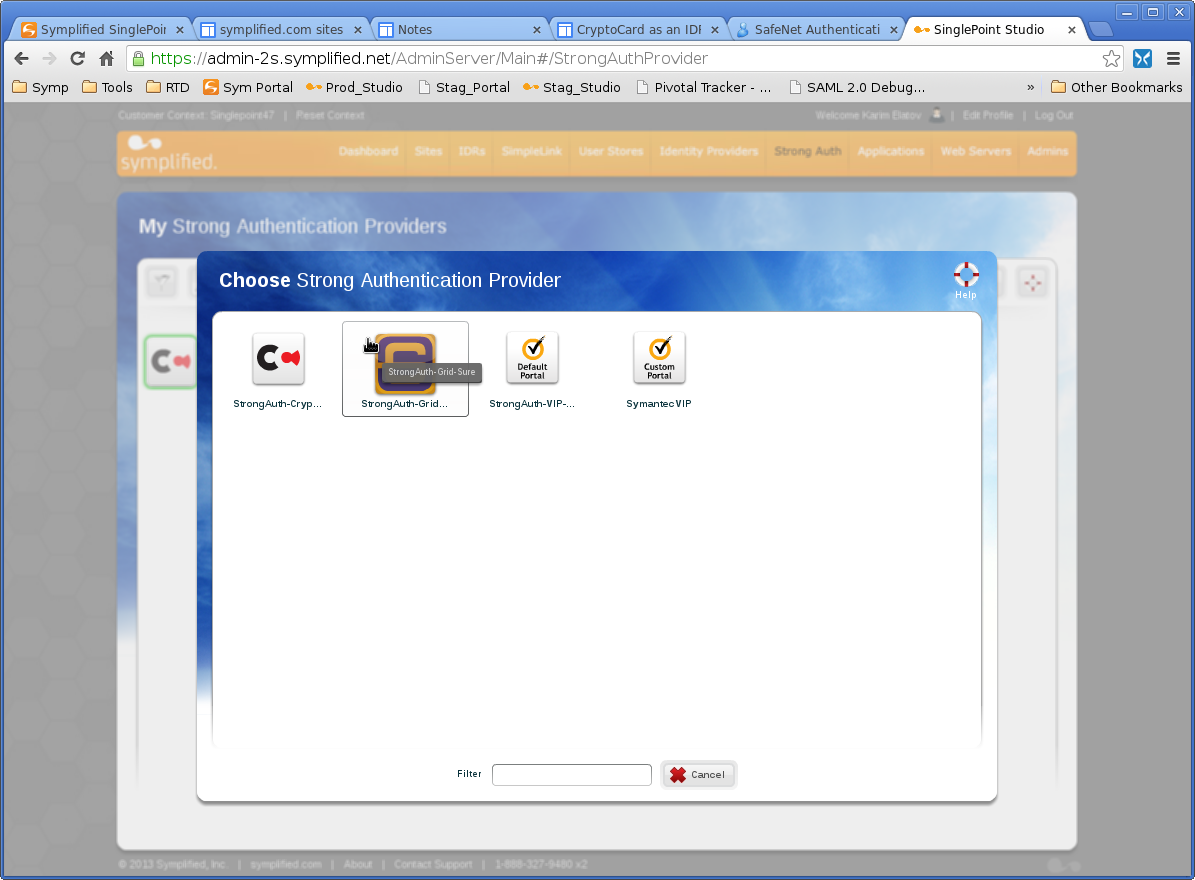 Symplified SinglePoin
symplified.com sites
Notes
CryptoCard as an IDP
SafeNet Authenticati
SinglePoint Studio
https://admin-2s.symplified.net/AdminServer/Main#/StrongAuthProvider
Symp
Tools
RTD
Sym Portal
Prod_Studio
Stag_Portal
Stag_Studio
Pivotal Tracker - ...
SAML 2.0 Debug...
»
Other Bookmarks
Customer Context: Singlepoint47 | Reset Context
Welcome Karim Elatov | Edit Profile | Log Out
symplified.
Dashboard
Sites
IDRs
SimpleLink
User Stores
Identity Providers
Strong Auth
Applications
Web Servers
Admins
My Strong Authentication Providers
Choose Strong Authentication Provider
Help
Default
Portal
Custom
Portal
StrongAuth-Grid-Sure
StrongAuth-Cryp...
StrongAuth-Grid...
StrongAuth-VIP-...
SymantecVIP
Filter
Cancel
© 2013 Symplified, Inc. | symplified.com | About | Contact Support | 1-888-327-9480 x2